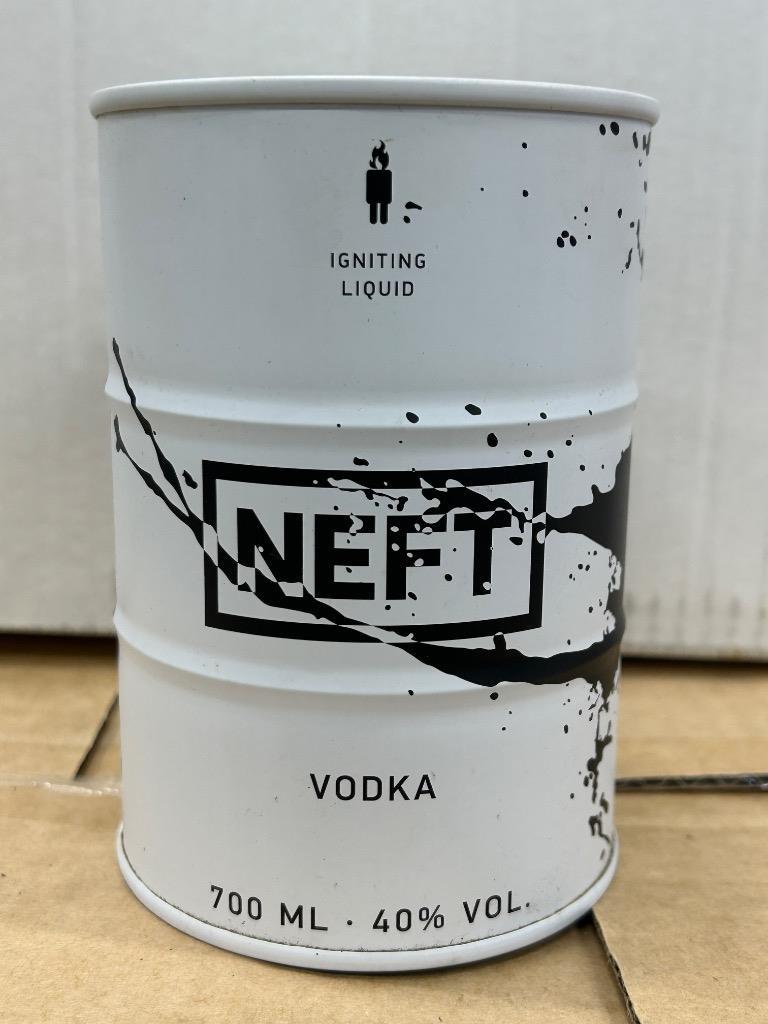 IGNITING
LIQUID
NEFT
VODKA
700 ML · 40% VOL.